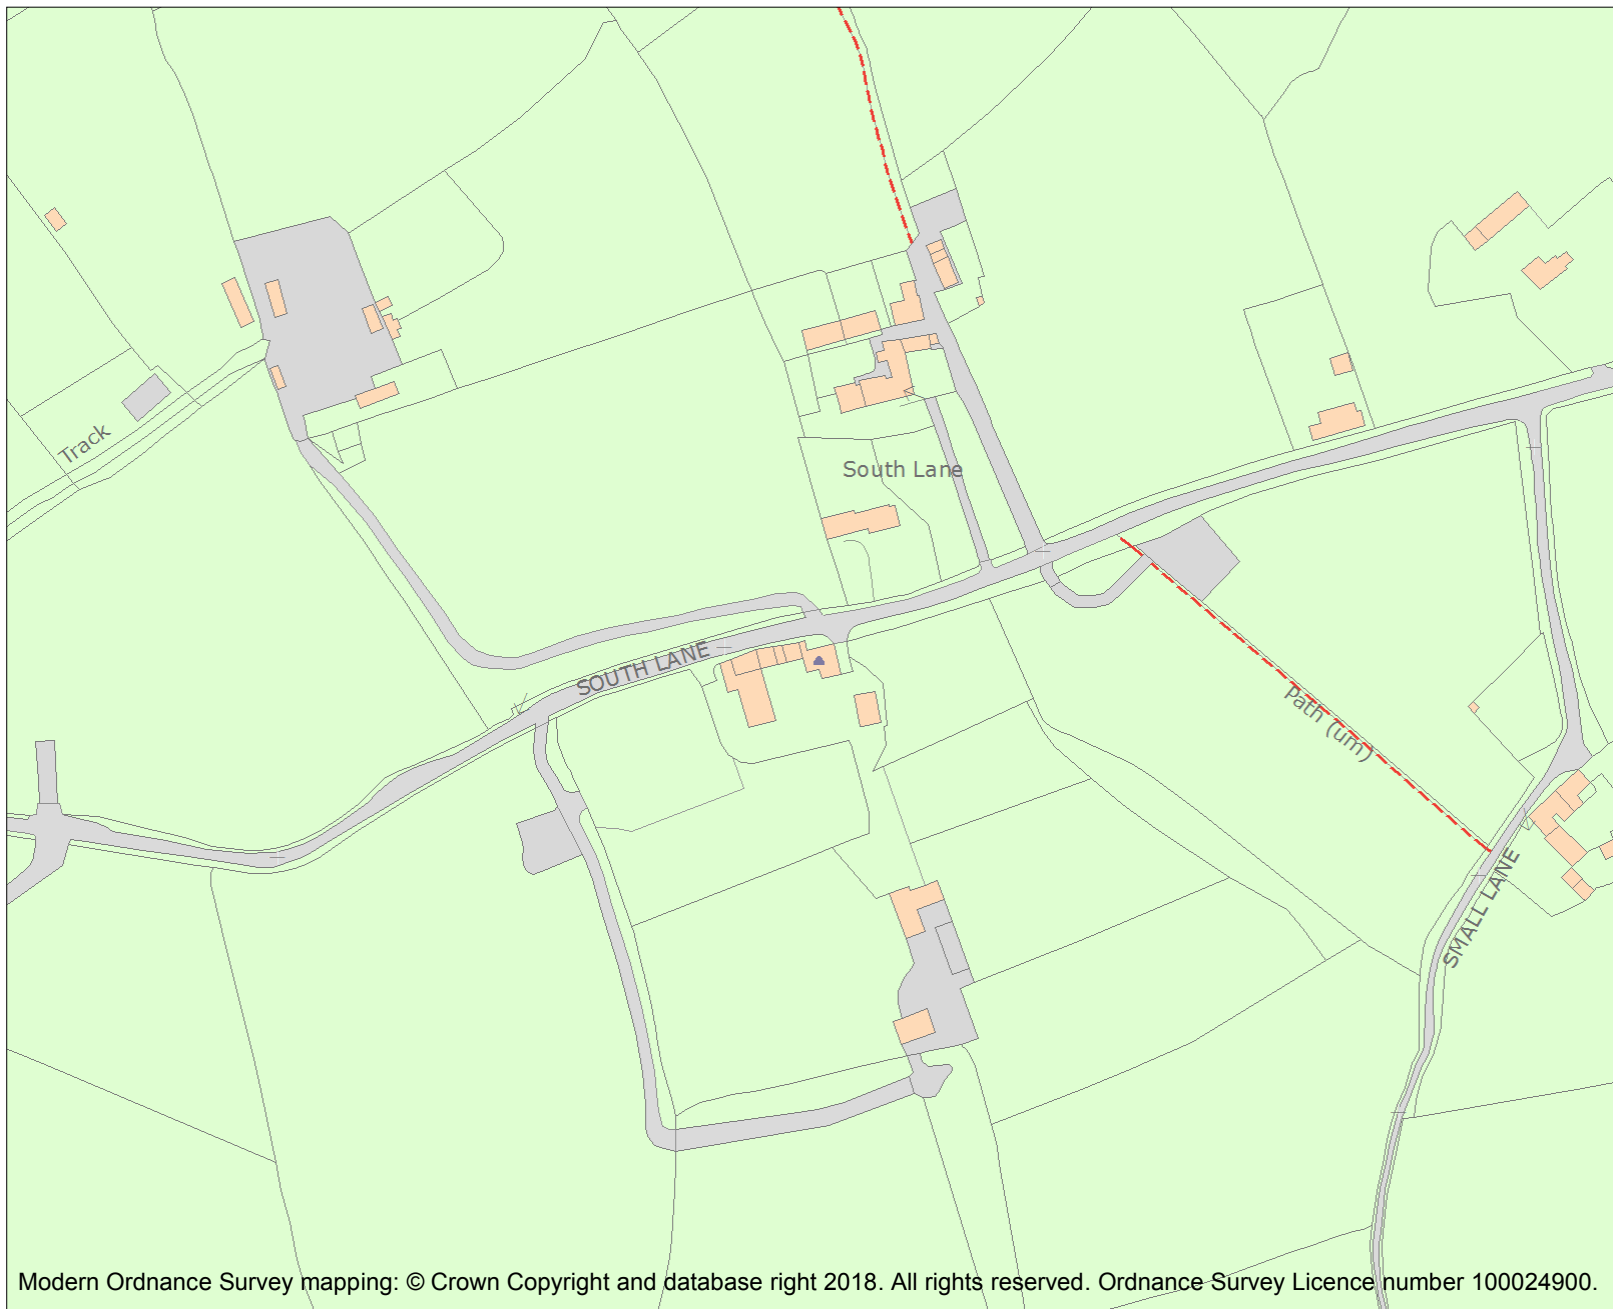 Track
South Lane
SOUTH LANE
Path (um)
SMALL LANE
Modern Ordnance Survey mapping: © Crown Copyright and database right 2018. All rights reserved. Ordnance Survey Licence number 100024900.